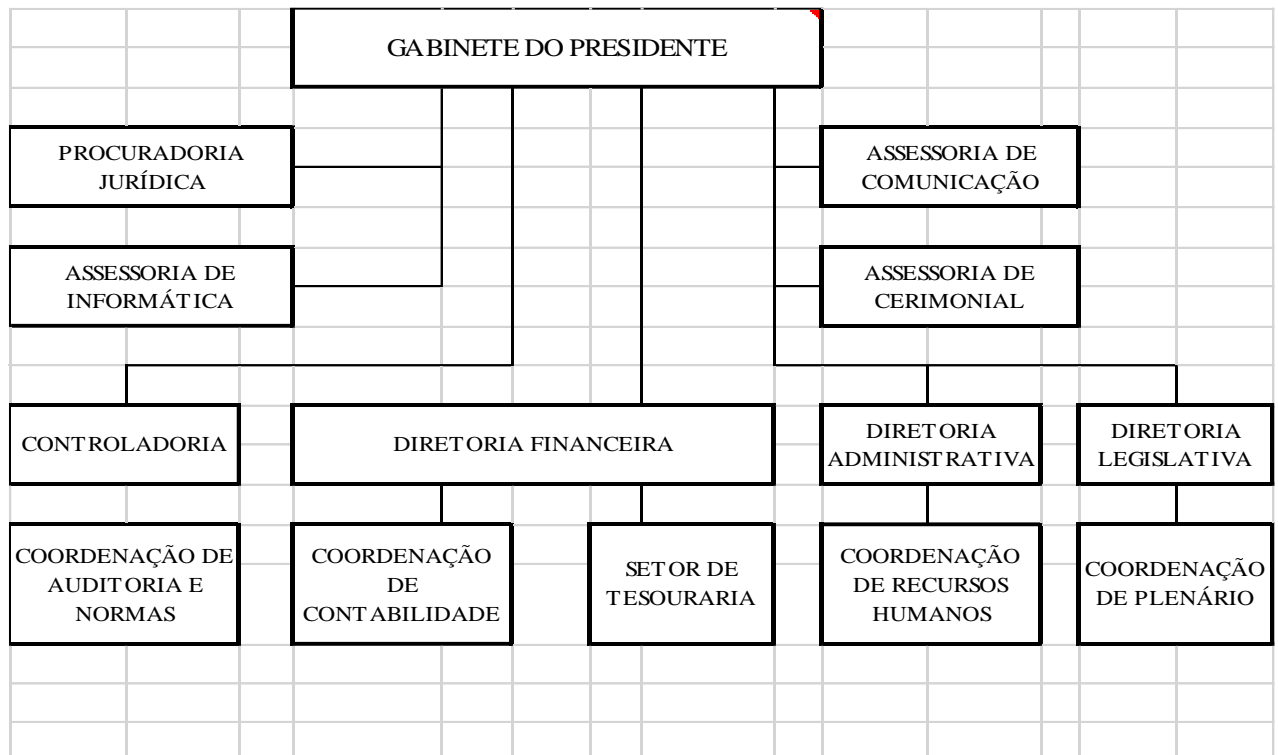 GABINETE DO PRESIDENTE
PROCURADORIA
JURÍDICA
ASSESSORIA DE
COMUNICAÇÃO
ASSESSORIA DE
INFORMÁTICA
ASSESSORIA DE
CERIMONIAL
CONTROLADORIA
DIRETORIA FINANCEIRA
DIRETORIA
ADMINISTRATIVA
DIRETORIA
LEGISLATIVA
COORDENAÇÃO DE
AUDITORIA E
NORMAS
COORDENAÇÃO
DE
CONTABILIDADE
SETOR DE
TESOURARIA
COORDENAÇÃO
DE RECURSOS
HUMANOS
COORDENAÇÃO
DE PLENÁRIO